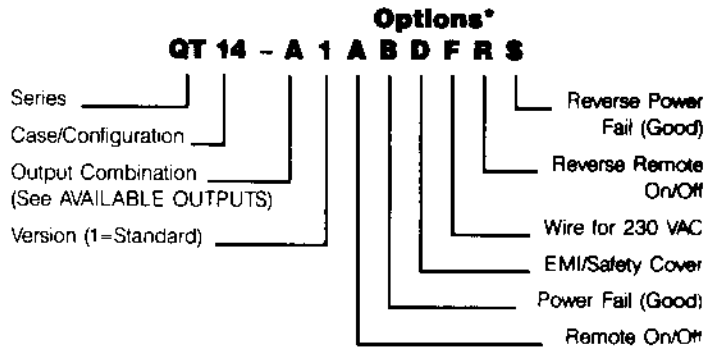 Options*
QT 14 - A 1 A B D F R S
Series
Case/Configuration
Output Combination
(See AVAILABLE OUTPUTS)
Version (1=Standard)
Reverse Power
Fail (Good)
Reverse Remote
On/Off
Wire for 230 VAC
EMI/Safety Cover
Power Fail (Good)
Remote On/Off